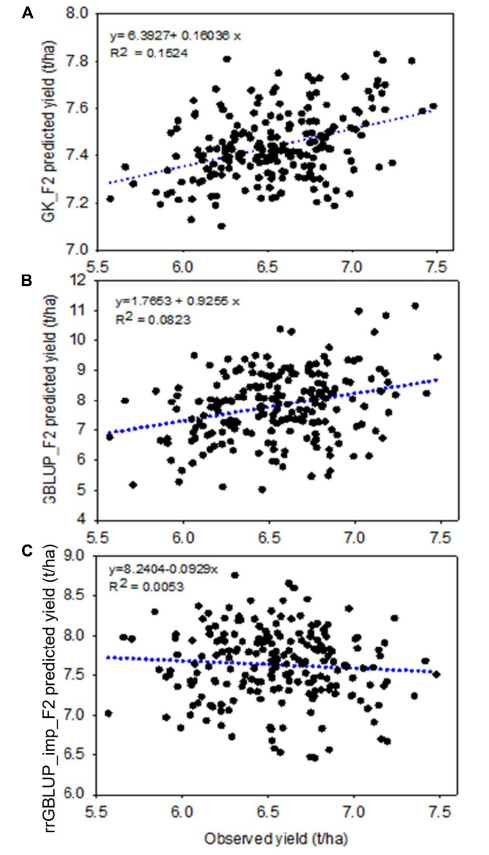 A
8.0
7.8
7.6
7.4
7.2
7.0
GK_F2 predicted yield (t/ha)
y= 6.3927+ 0.16036 x
R2 = 0.1524
5.5 6.0 6.5 7.0 7.5
B
12
11
10
9
8
7
6
5
4
GBLUP_F2 predicted yield (t/ha)
y=1.7653 + 0.9255 x
R2 = 0.0823
5.5 6.0 6.5 7.0 7.5
C
9.0
8.5
8.0
7.5
7.0
6.5
6.0
rrGBLUP_imp_F2 predicted yield (t/ha)
y=8.2404-0.0929x
R2 = 0.0053
5.5 6.0 6.5 7.0 7.5
Observed yield (t/ha)